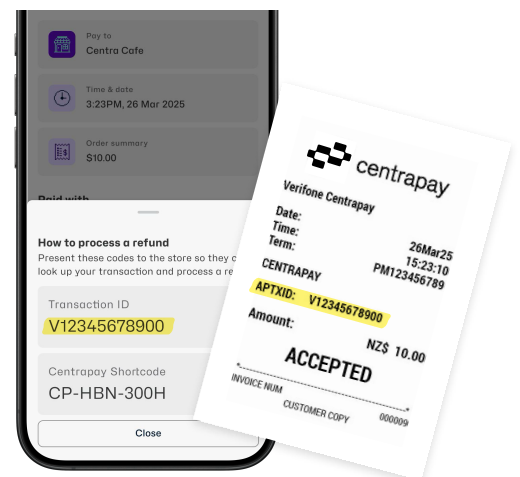 Pay to
Centra Cafe
Time & date
3:23PM, 26 Mar 2025
Order summary
$10.00
Paid with
How to process a refund
Present these codes to the store so they c
look up your transaction and process a re
Transaction ID
V12345678900
Centrapay Shortcode
CP-HBN-300H
Close
centrapay
Verifone Centrapay
Date: 26Mar25
Time: 15:23:10
Term: PM123456789
CENTRAPAY
APTXID: V12345678900
Amount: NZ$ 10.00
ACCEPTED
INVOICE NUM 000009
CUSTOMER COPY